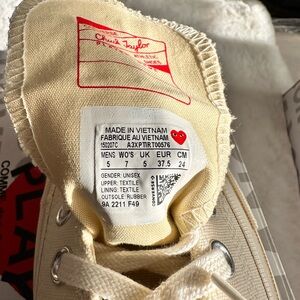 Chuck Taylor
MADE IN VIETNAM
FABRIQUE AU VIETNAM
150207C A3XPTIRT00576
MENS WO'S UK EUR CM
5 7 5 37.5 24
GENDER: UNISEX
UPPER: TEXTILE
LINING: TEXTILE
OUTSOLE: RUBBER
9A 2211 F49
PLAY